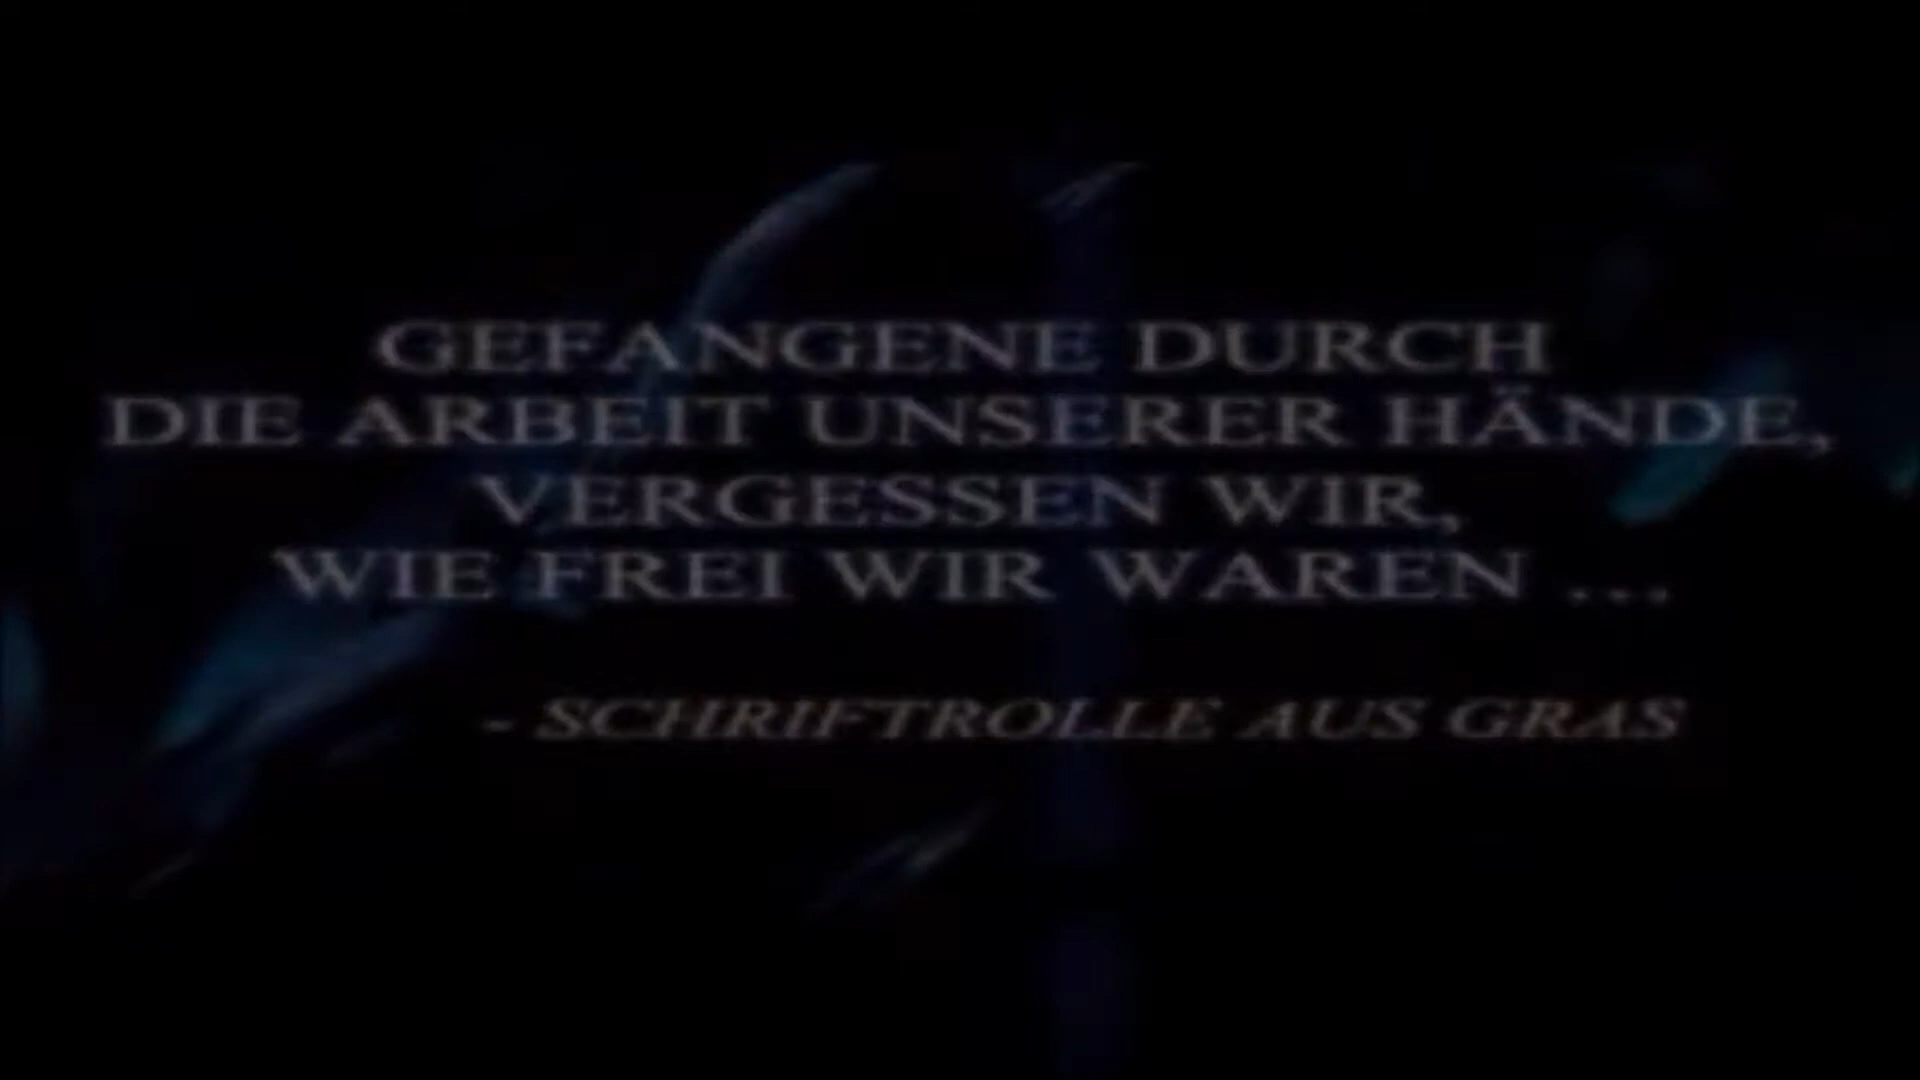 GEFANGENE DURCH
DIE ARBEIT UNSERER HÄNDE,
VERGESSEN WIR,
WIE FREI WIR WAREN ...
- SCHRIFTROLLE AUS GRAS